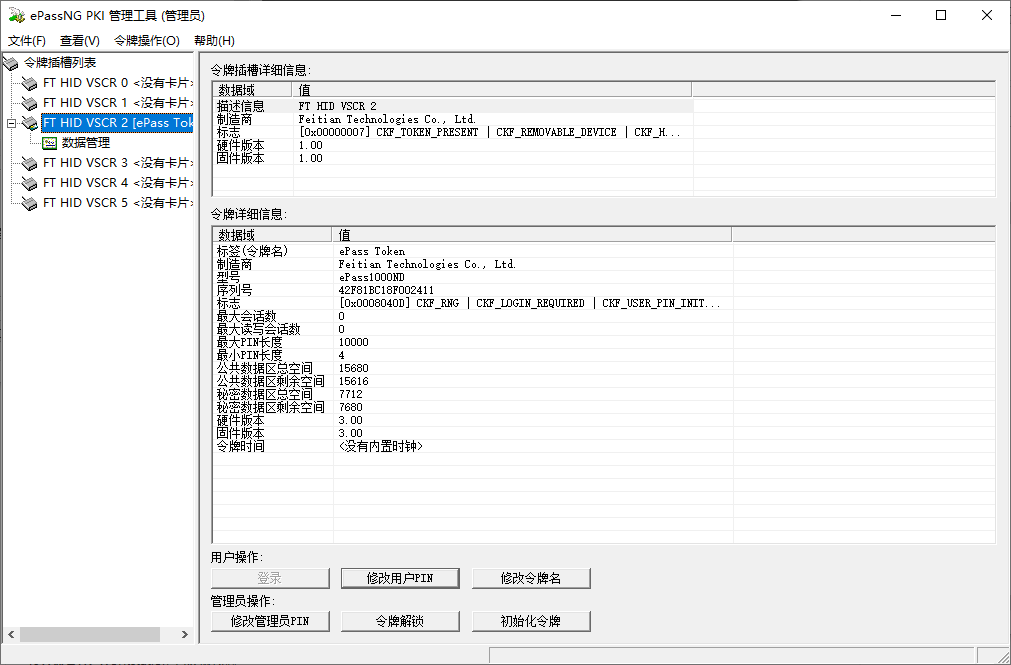 ePassNG PKI 管理工具 (管理员)
文件(F) 查看(V) 令牌操作(O) 帮助(H)
令牌插槽列表
FT HID VSCR 0 <没有卡片>
FT HID VSCR 1 <没有卡片>
FT HID VSCR 2 [ePass Tok
数据管理
FT HID VSCR 3 <没有卡片>
FT HID VSCR 4 <没有卡片>
FT HID VSCR 5 <没有卡片>
令牌插槽详细信息:
数据域 值
描述信息 FT HID VSCR 2
制造商 Feitian Technologies Co., Ltd.
标志 [0x00000007] CKF_TOKEN_PRESENT | CKF_REMOVABLE_DEVICE | CKF_H...
硬件版本 1.00
固件版本 1.00
令牌详细信息:
数据域 值
标签(令牌名) ePass Token
制造商 Feitian Technologies Co., Ltd.
型号 ePass1000ND
序列号 42F81BC18F002411
标志 [0x0008040D] CKF_RNG | CKF_LOGIN_REQUIRED | CKF_USER_PIN_INIT...
最大会话数 0
最大读写会话数 0
最大PIN长度 10000
最小PIN长度 4
公共数据区总空间 15680
公共数据区剩余空间 15616
秘密数据区总空间 7712
秘密数据区剩余空间 7680
硬件版本 3.00
固件版本 3.00
令牌时间 <没有内置时钟>
用户操作:
登录 修改用户PIN 修改令牌名
管理员操作:
修改管理员PIN 令牌解锁 初始化令牌